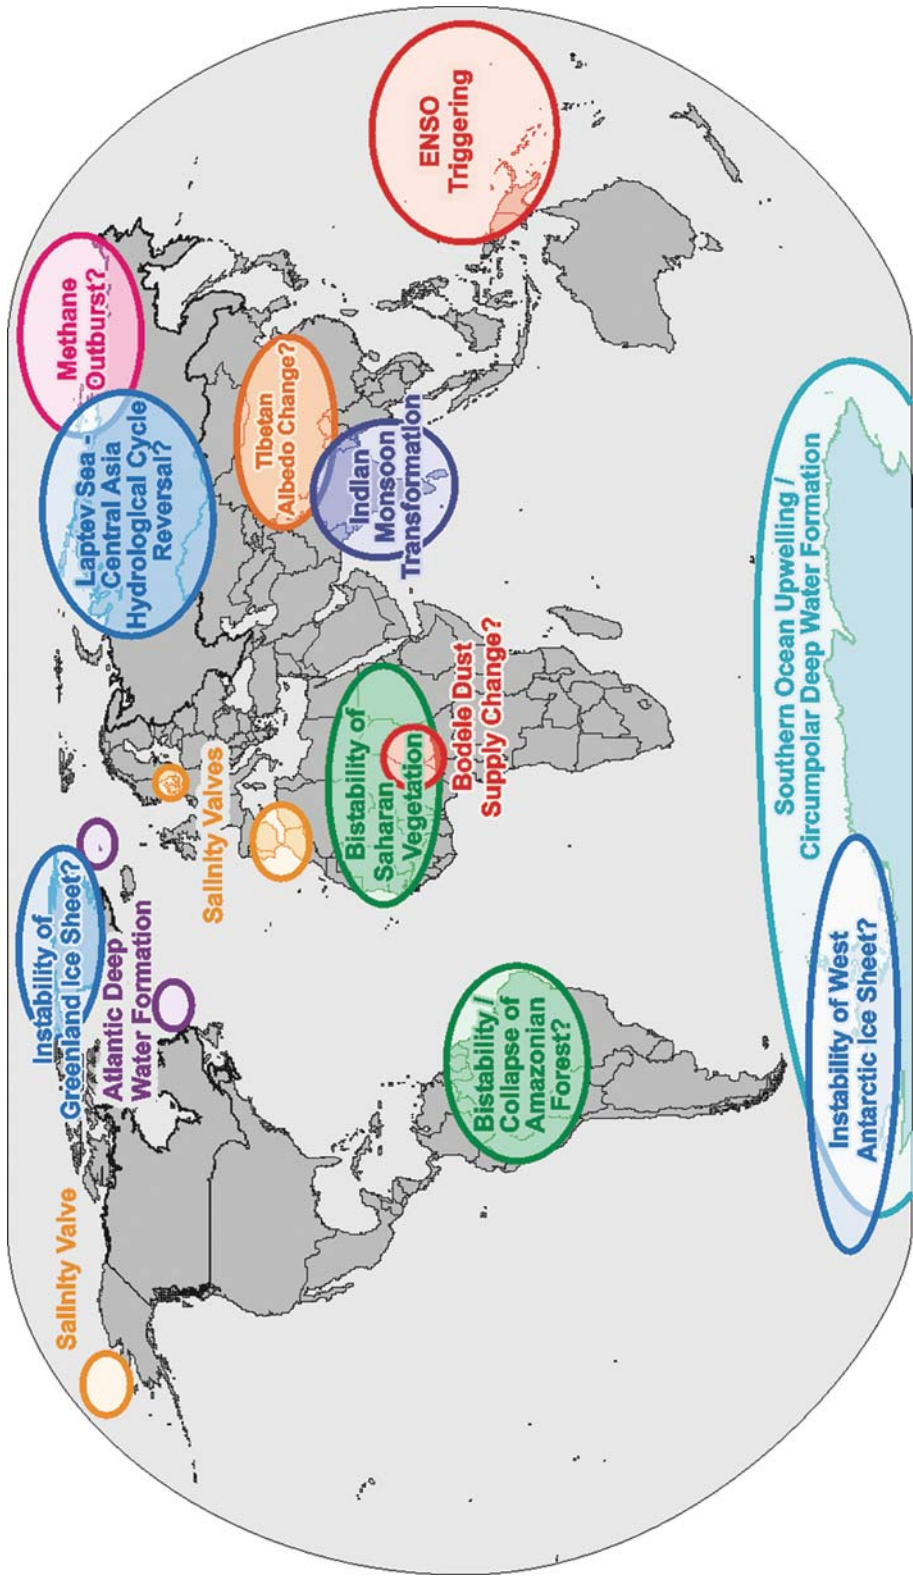 Salinity Valve
Instability of
Greenland Ice Sheet?
Atlantic Deep
Water Formation
Salinity Valves
Laptev Sea -
Central Asia
Hydrological Cycle
Reversal?
Methane
Outburst?
Tibetan
Albedo Change?
Indian
Monsoon
Transformation
ENSO
Triggering
Bistability of
Saharan
Vegetation
Bodele Dust
Supply Change?
Bistability /
Collapse of
Amazonian
Forest?
Southern Ocean Upwelling /
Circumpolar Deep Water Formation
Instability of West
Antarctic Ice Sheet?